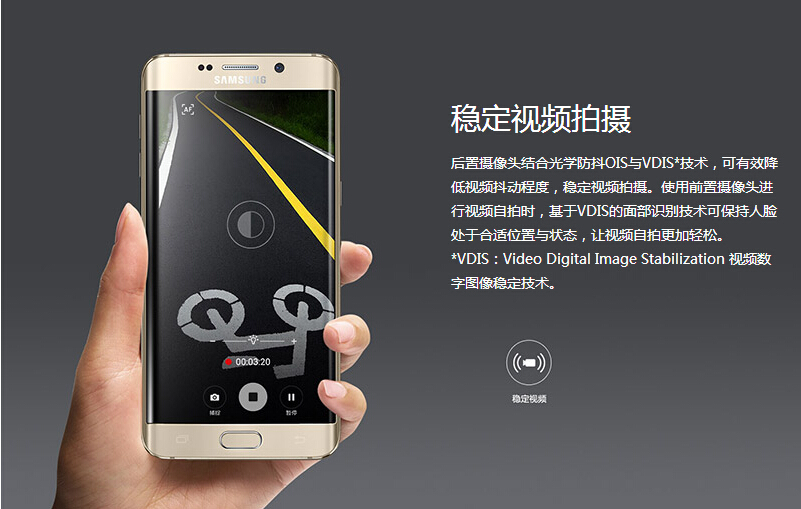 SAMSUNG
AF
稳定视频拍摄
后置摄像头结合光学防抖OIS与VDIS*技术，可有效降
低视频抖动程度，稳定视频拍摄。使用前置摄像头进
行视频自拍时，基于VDIS的面部识别技术可保持人脸
处于合适位置与状态，让视频自拍更加轻松。
*VDIS：Video Digital Image Stabilization 视频数
字图像稳定技术。
- +
00:03:20
暂停
稳定视频